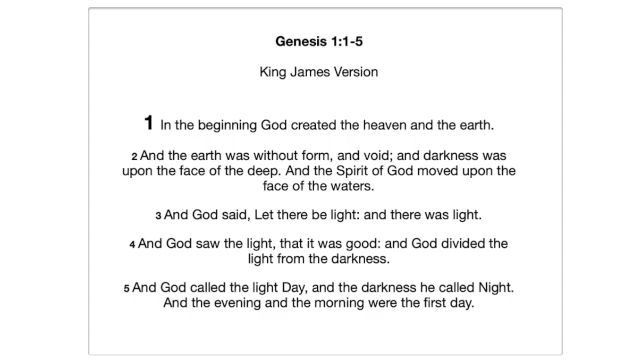 Genesis 1:1-5
King James Version
1 In the beginning God created the heaven and the earth.
2 And the earth was without form, and void; and darkness was
upon the face of the deep. And the Spirit of God moved upon the
face of the waters.
3 And God said, Let there be light: and there was light.
4 And God saw the light, that it was good: and God divided the
light from the darkness.
5 And God called the light Day, and the darkness he called Night.
And the evening and the morning were the first day.